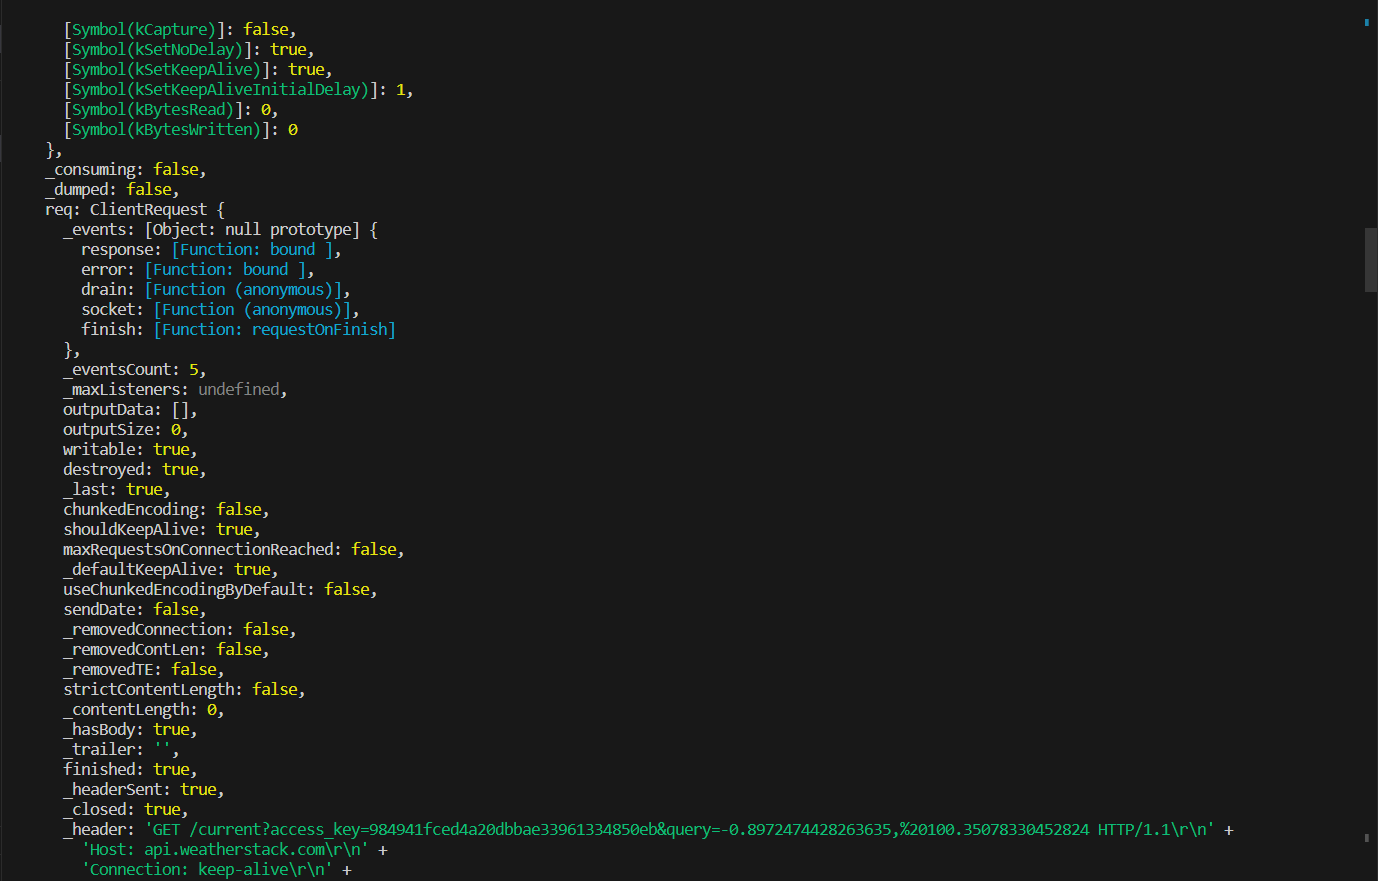 [Symbol(kCapture)]: false,
[Symbol(kSetNoDelay)]: true,
[Symbol(kSetKeepAlive)]: true,
[Symbol(kSetKeepAliveInitialDelay)]: 1,
[Symbol(kBytesRead)]: 0,
[Symbol(kBytesWritten)]: 0
},
_consuming: false,
_dumped: false,
req: ClientRequest {
_events: [Object: null prototype] {
response: [Function: bound ],
error: [Function: bound ],
drain: [Function (anonymous)],
socket: [Function (anonymous)],
finish: [Function: requestOnFinish]
},
_eventsCount: 5,
_maxListeners: undefined,
outputData: [],
outputSize: 0,
writable: true,
destroyed: true,
_last: true,
chunkedEncoding: false,
shouldKeepAlive: true,
maxRequestsOnConnectionReached: false,
_defaultKeepAlive: true,
useChunkedEncodingByDefault: false,
sendDate: false,
_removedConnection: false,
_removedContLen: false,
_removedTE: false,
strictContentLength: false,
_contentLength: 0,
_hasBody: true,
_trailer: '',
finished: true,
_headerSent: true,
_closed: true,
_header: 'GET /current?access_key=984941fced4a20dbbae33961334850eb&query=-0.8972474428263635,%20100.35078330452824 HTTP/1.1\r\n' +
'Host: api.weatherstack.com\r\n' +
'Connection: keep-alive\r\n' +